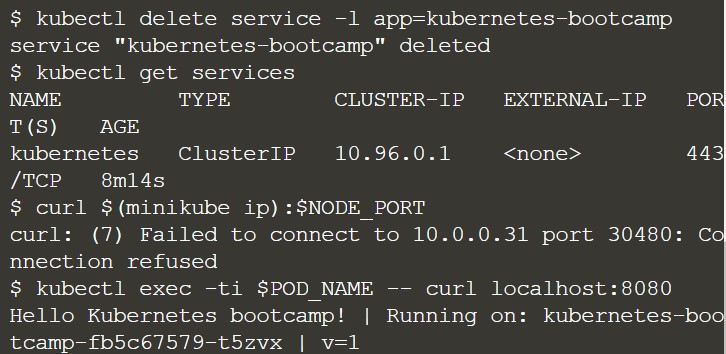 $ kubectl delete service -l app=kubernetes-bootcamp
service "kubernetes-bootcamp" deleted
$ kubectl get services
NAME         TYPE        CLUSTER-IP   EXTERNAL-IP   POR
T(S)   AGE
kubernetes   ClusterIP   10.96.0.1    <none>        443
/TCP   8m14s
$ curl $(minikube ip):$NODE_PORT
curl: (7) Failed to connect to 10.0.0.31 port 30480: Co
nnection refused
$ kubectl exec -ti $POD_NAME -- curl localhost:8080
Hello Kubernetes bootcamp! | Running on: kubernetes-boo
tcamp-fb5c67579-t5zvx | v=1